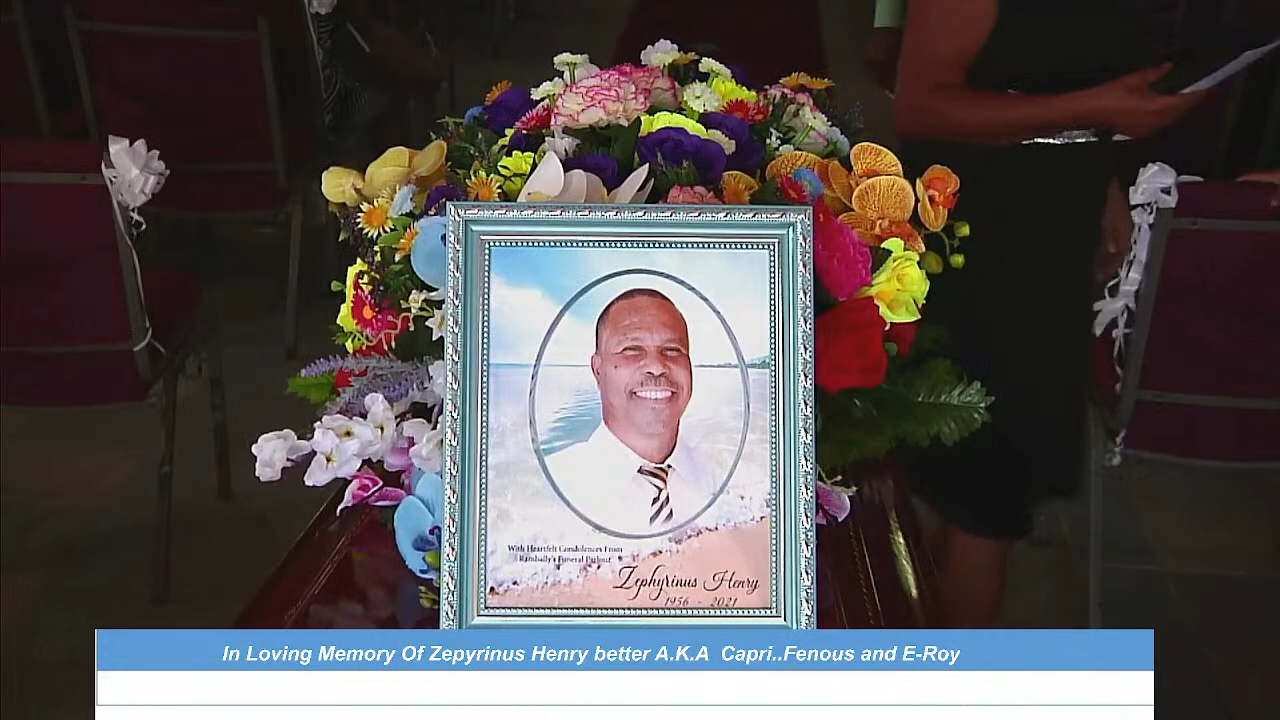 With Heartfelt Condolences From
Rambally's Funeral Parlour
Zephyrinus Henry
1956 - 2021
In Loving Memory Of Zepyrinus Henry better A.K.A Capri..Fenous and E-Roy